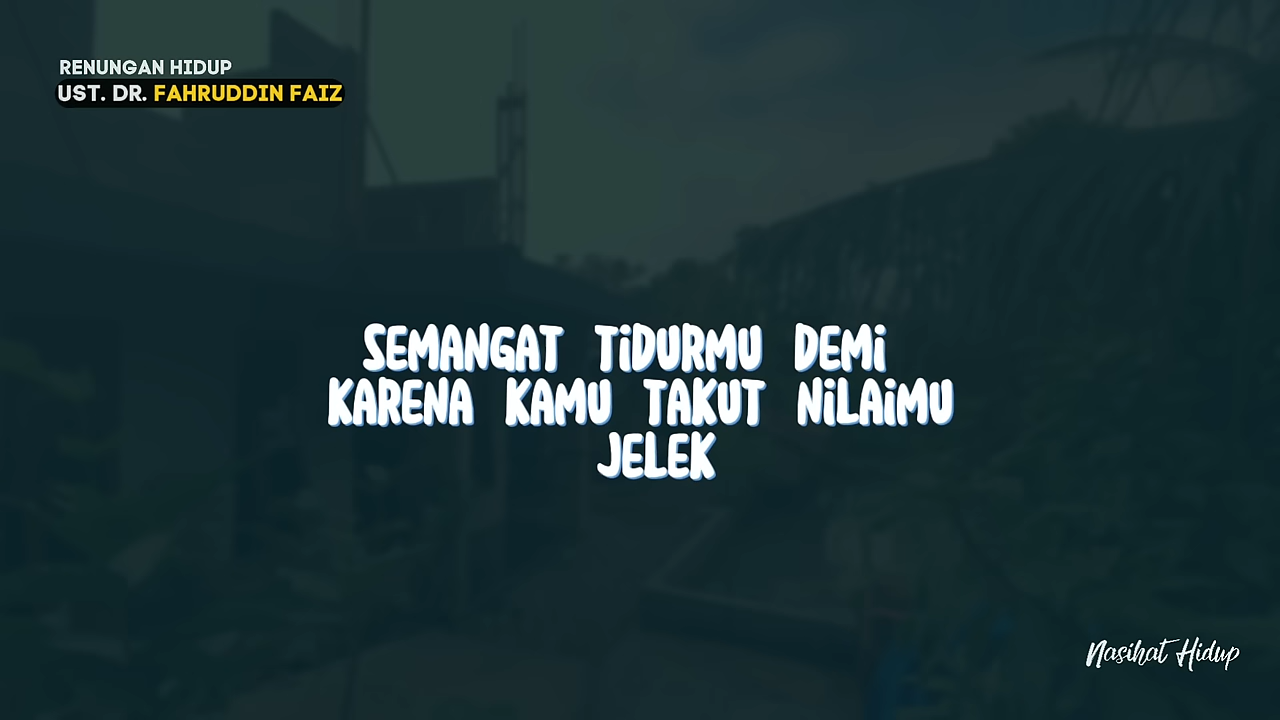 RENUNGAN HIDUP
UST. DR. FAHRUDDIN FAIZ
SEMANGAT TiDURMU DEMi
KARENA KAMU TAKUT NiLAiMU
JELEK
Nasihat Hidup